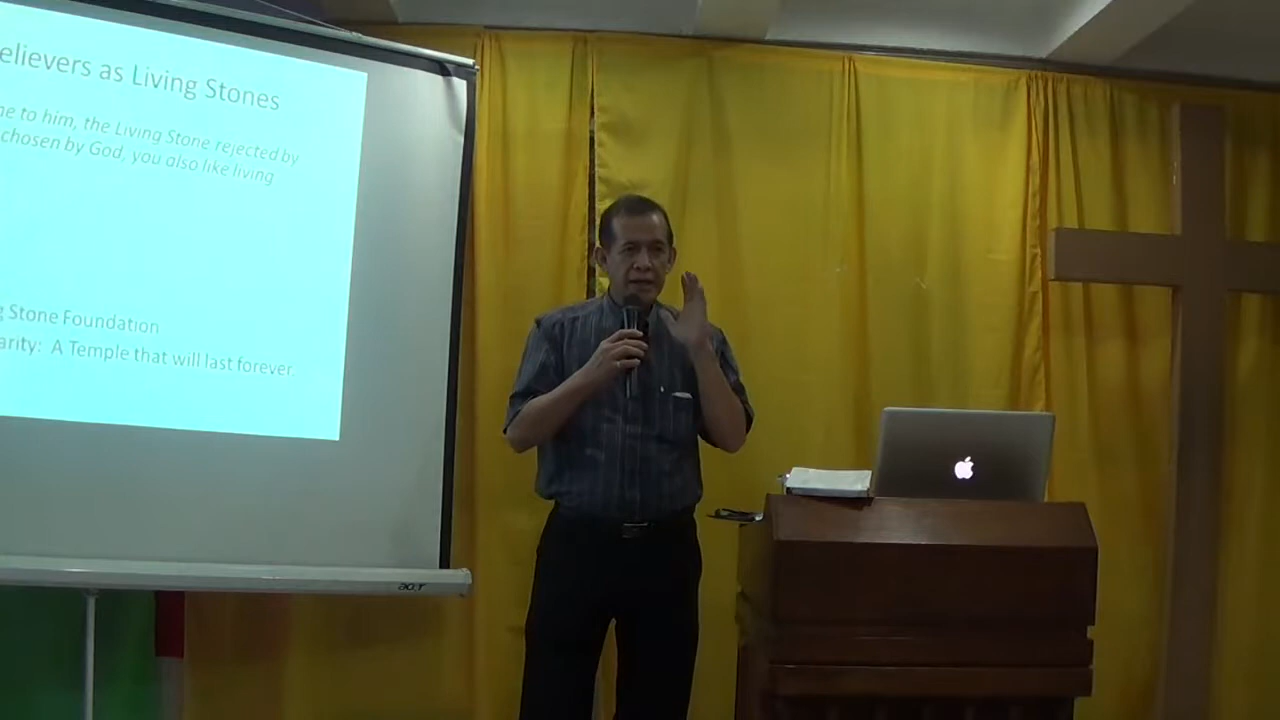 elievers as Living Stones
e to him, the Living Stone rejected by
chosen by God, you also like living
Stone Foundation
arity: A Temple that will last forever.
acer